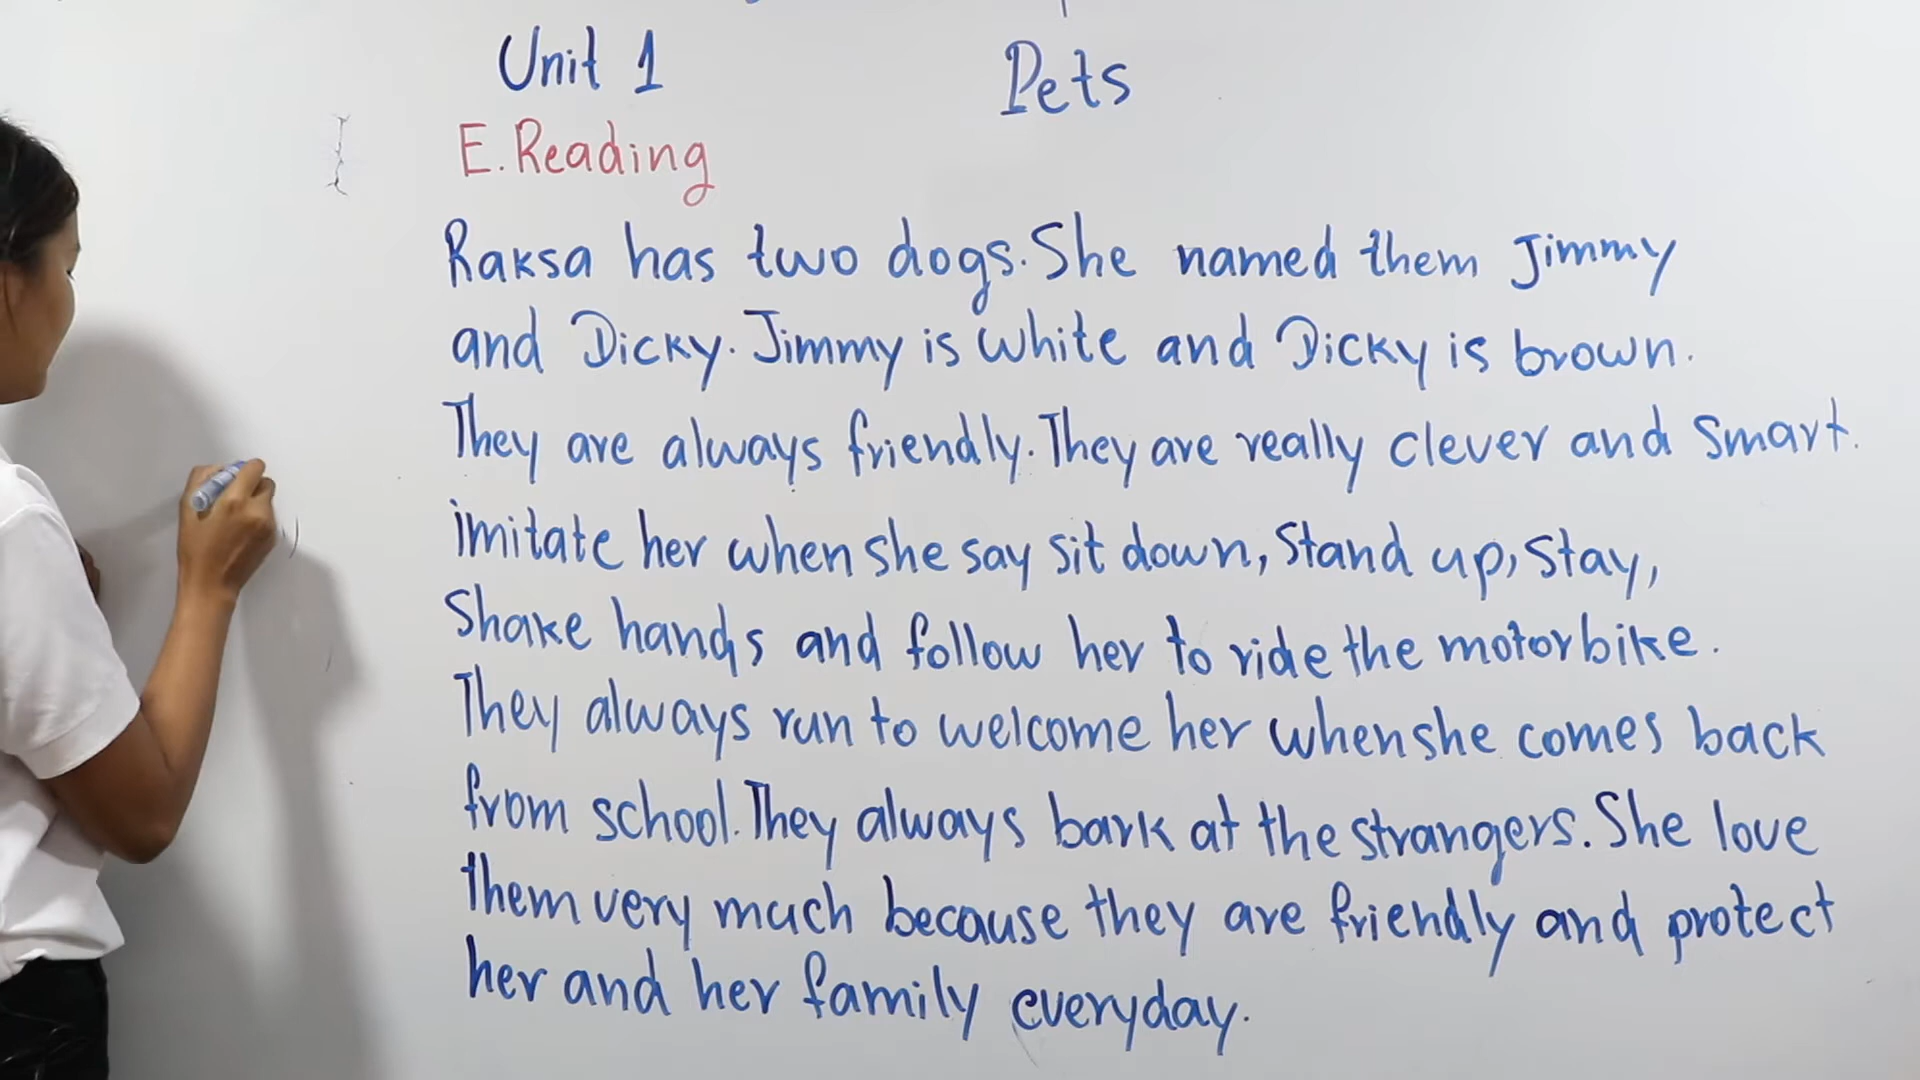 Unit 1 Pets
E. Reading
Raksa has two dogs. She named them Jimmy
and Dicky. Jimmy is white and Dicky is brown.
They are always friendly. They are really clever and smart.
imitate her when she say sit down, stand up, stay,
shake hands and follow her to ride the motorbike.
They always run to welcome her when she comes back
from school. They always bark at the strangers. She love
them very much because they are friendly and protect
her and her family everyday.